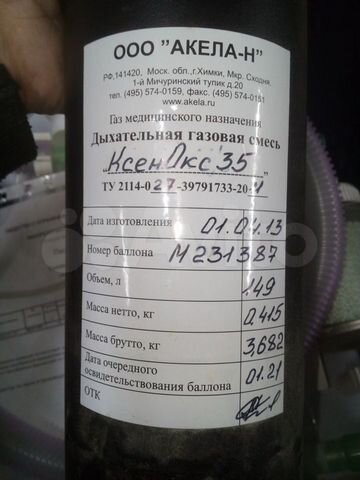 ООО "АКЕЛА-Н"
РФ,141420, Моск. обл.,г.Химки, Мкр. Сходня,
1-й Мичуринский тупик д.20
тел. (495) 574-0159, факс. (495) 574-0181
www.akela.ru
Газ медицинского назначения
Дыхательная газовая смесь
„КсенОкс 35"
ТУ 2114-027-39791733-2011
Дата изготовления 01.04.13
Номер баллона М231387
Объем, л 149
Масса нетто, кг 0,415
Масса брутто, кг 3,682
Дата очередного
освидетельствования баллона 01.21
ОТК